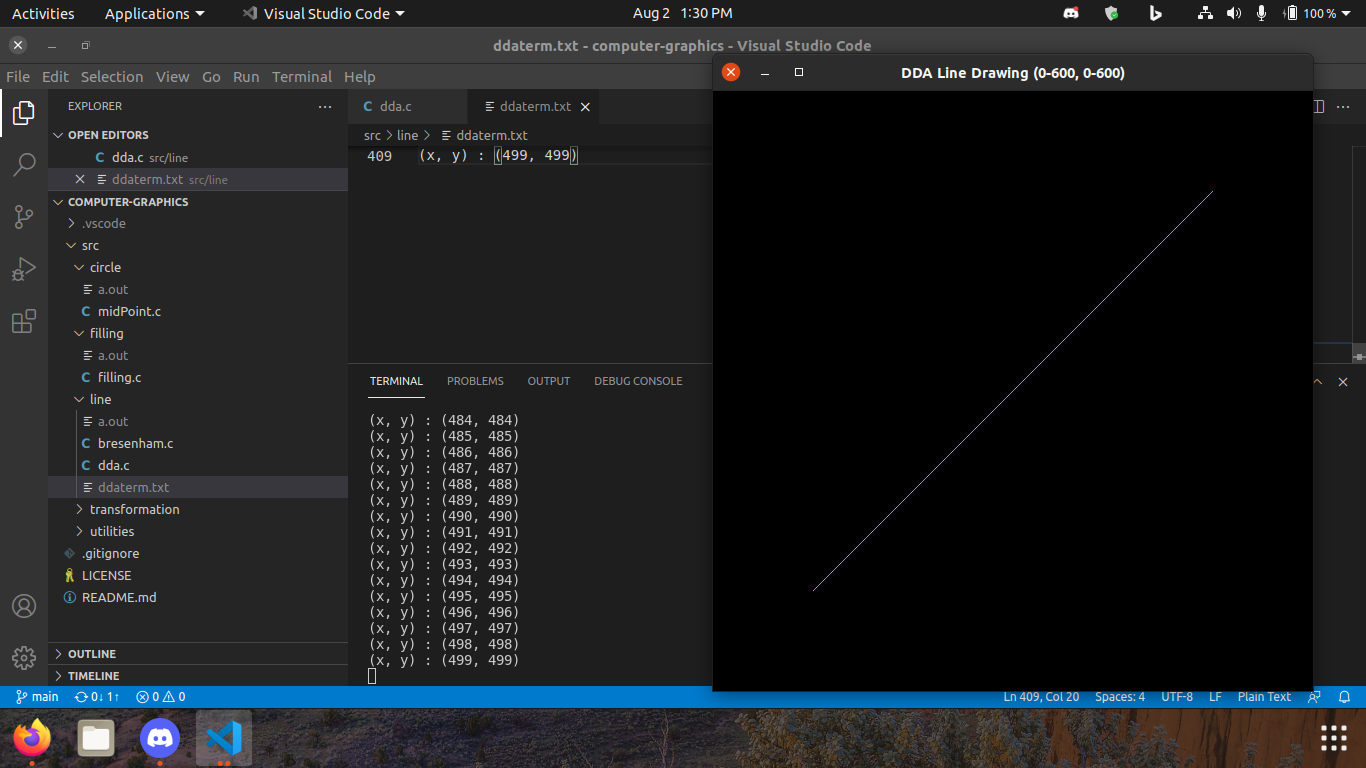 Activities Applications Visual Studio Code Aug 2 1:30 PM 100 %
ddaterm.txt - computer-graphics - Visual Studio Code
File Edit Selection View Go Run Terminal Help
DDA Line Drawing (0-600, 0-600)
EXPLORER
OPEN EDITORS
dda.c src/line
ddaterm.txt src/line
COMPUTER-GRAPHICS
.vscode
src
circle
a.out
midPoint.c
filling
a.out
filling.c
line
a.out
bresenham.c
dda.c
ddaterm.txt
transformation
utilities
.gitignore
LICENSE
README.md
OUTLINE
TIMELINE
dda.c ddaterm.txt
src > line > ddaterm.txt
409 (x, y) : (499, 499)
TERMINAL PROBLEMS OUTPUT DEBUG CONSOLE
(x, y) : (484, 484)
(x, y) : (485, 485)
(x, y) : (486, 486)
(x, y) : (487, 487)
(x, y) : (488, 488)
(x, y) : (489, 489)
(x, y) : (490, 490)
(x, y) : (491, 491)
(x, y) : (492, 492)
(x, y) : (493, 493)
(x, y) : (494, 494)
(x, y) : (495, 495)
(x, y) : (496, 496)
(x, y) : (497, 497)
(x, y) : (498, 498)
(x, y) : (499, 499)
main 0↓ 1↑ 0 0 Ln 409, Col 20 Spaces: 4 UTF-8 LF Plain Text